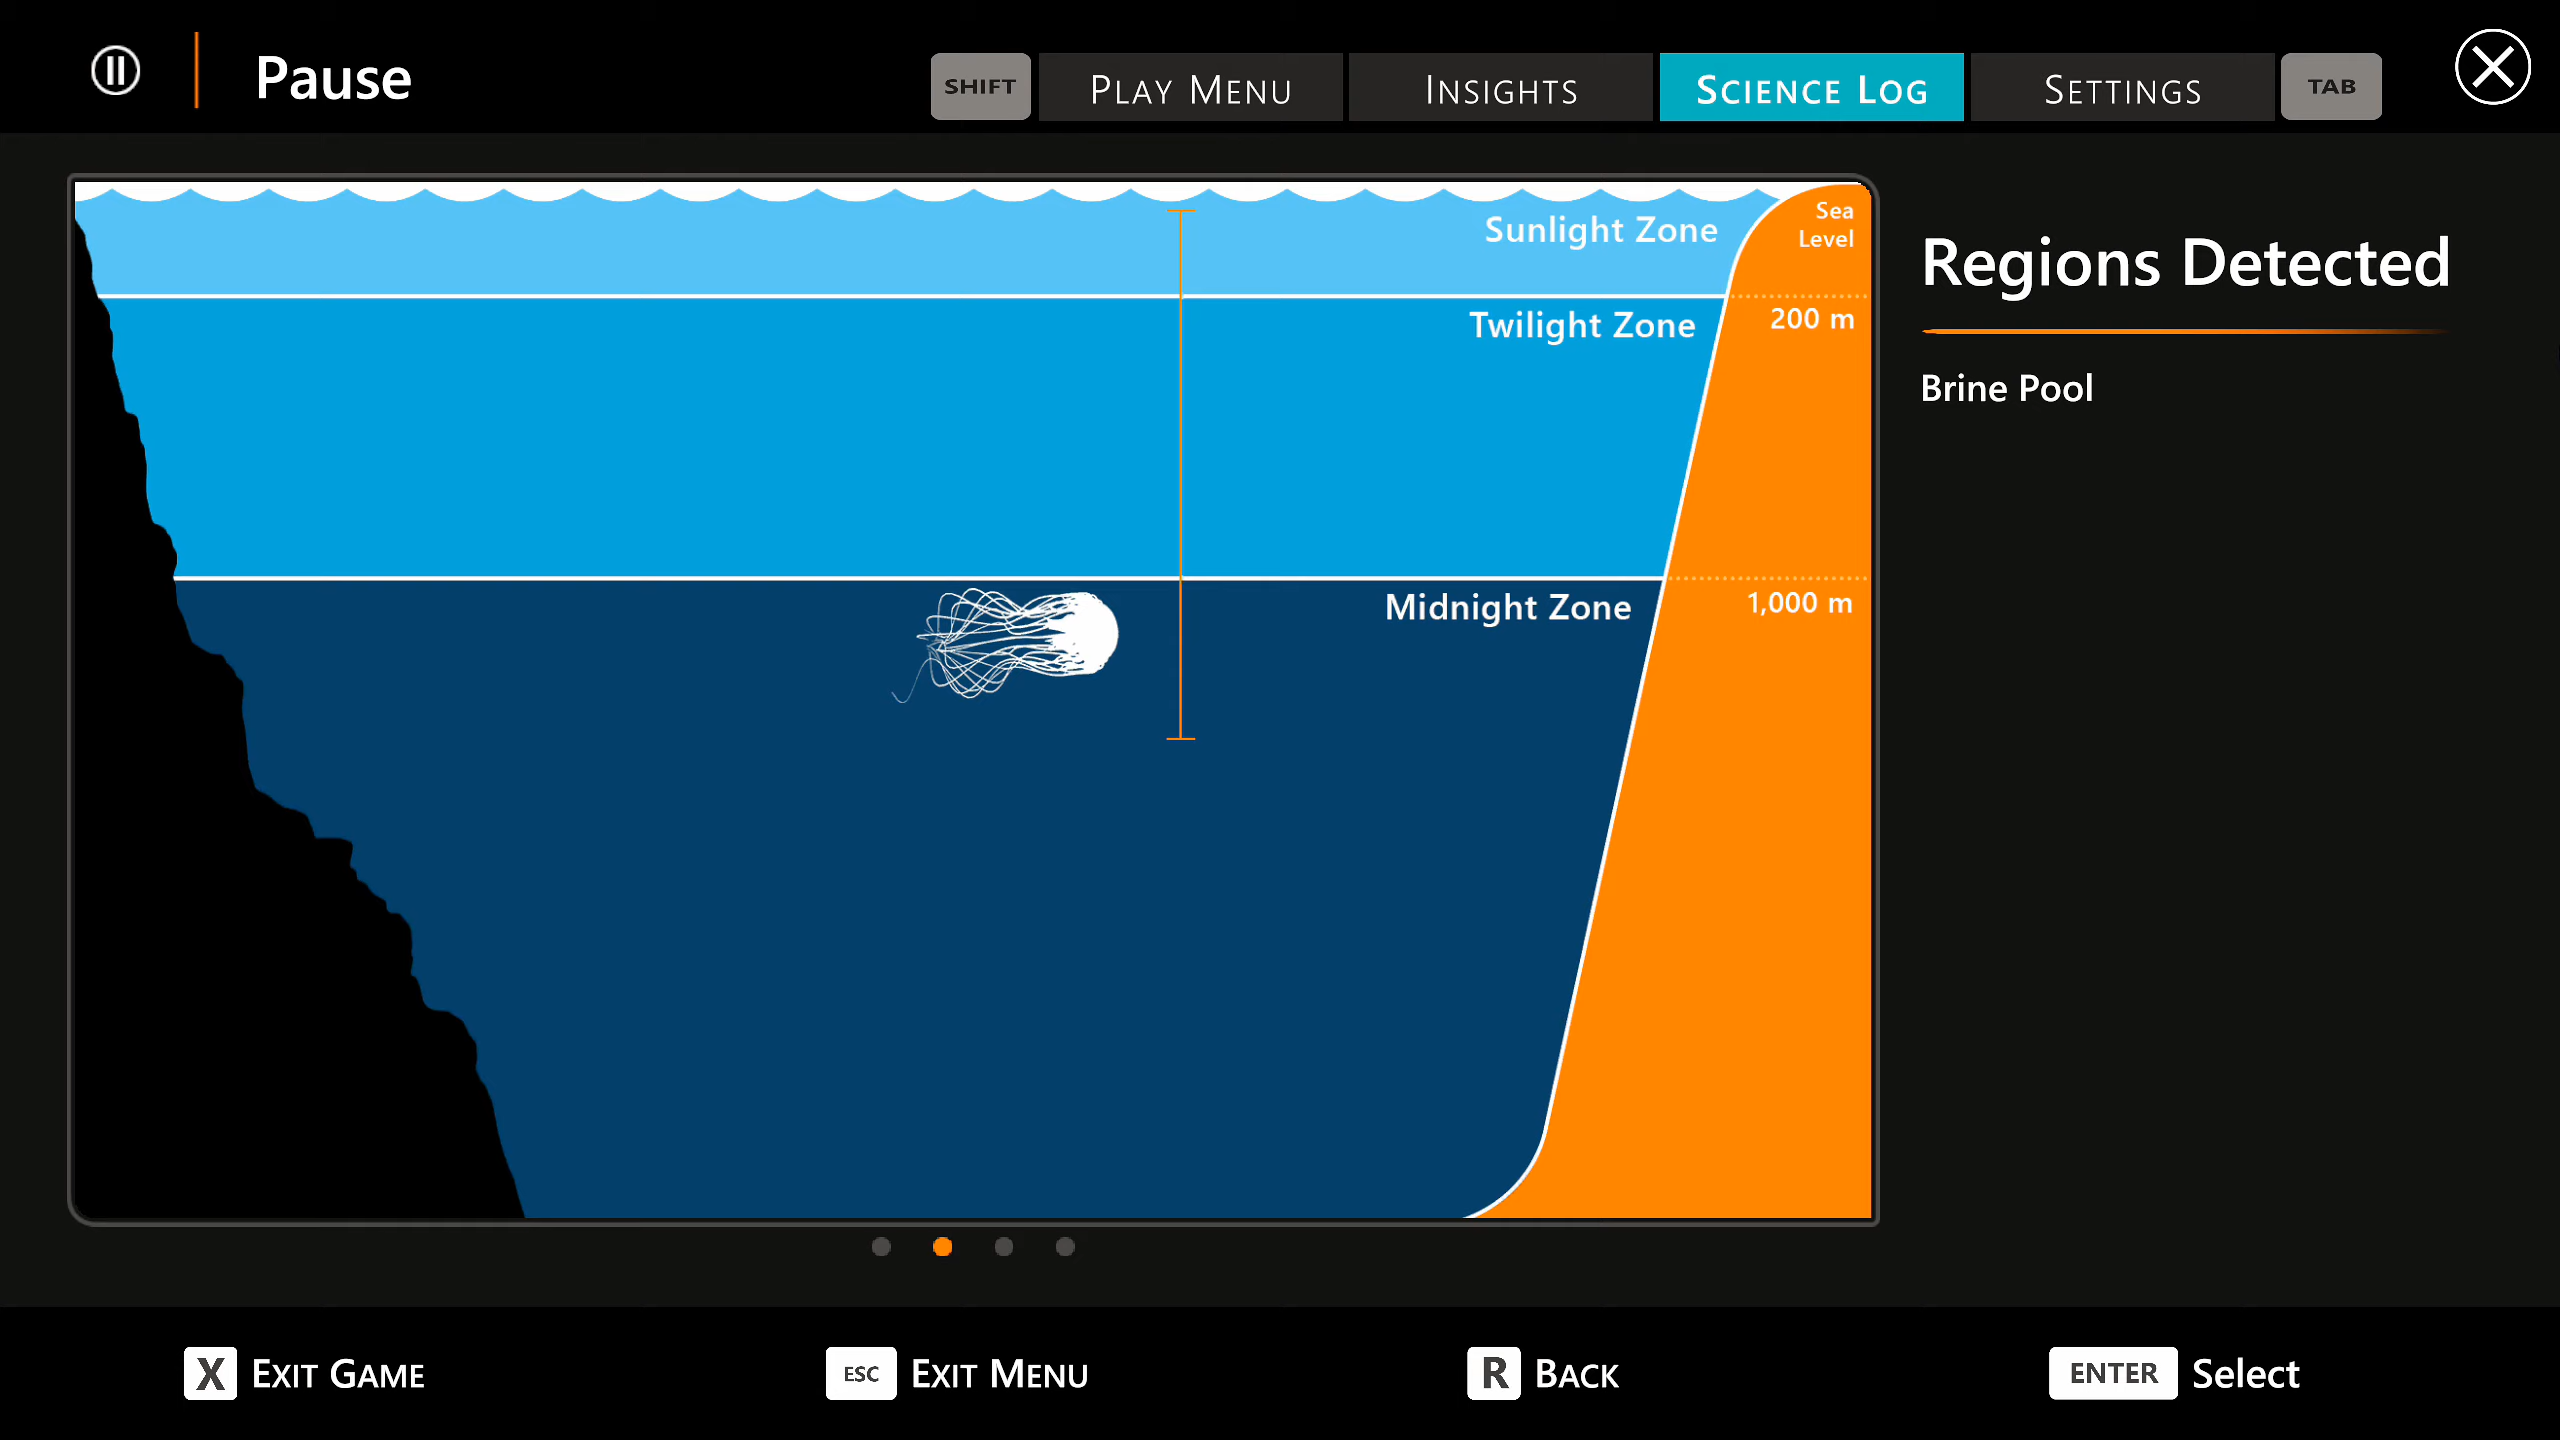 Pause
SHIFT
PLAY MENU
INSIGHTS
SCIENCE LOG
SETTINGS
TAB
Sunlight Zone
Sea
Level
Twilight Zone
200 m
Midnight Zone
1,000 m
Regions Detected
Brine Pool
X EXIT GAME
ESC EXIT MENU
R BACK
ENTER Select